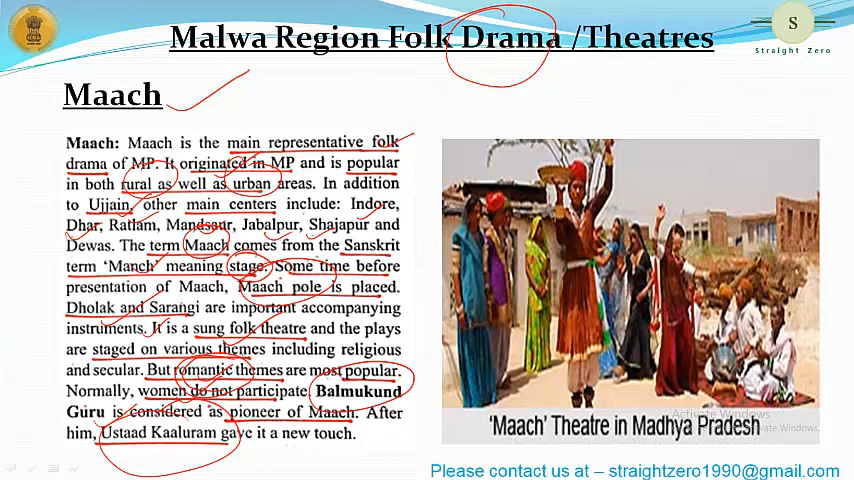 Malwa Region Folk Drama /Theatres
S
Straight Zero
Maach
Maach: Maach is the main representative folk
drama of MP. It originated in MP and is popular
in both rural as well as urban areas. In addition
to Ujjain, other main centers include: Indore,
Dhar, Ratlam, Mandsaur, Jabalpur, Shajapur and
Dewas. The term Maach comes from the Sanskrit
term ‘Manch’ meaning stage. Some time before
presentation of Maach, Maach pole is placed.
Dholak and Sarangi are important accompanying
instruments. It is a sung folk theatre and the plays
are staged on various themes including religious
and secular. But romantic themes are most popular.
Normally, women do not participate. Balmukund
Guru is considered as pioneer of Maach. After
him, Ustaad Kaaluram gave it a new touch.
Activate Windows
‘Maach’ Theatre in Madhya Pradesh
Please contact us at – straightzero1990@gmail.com